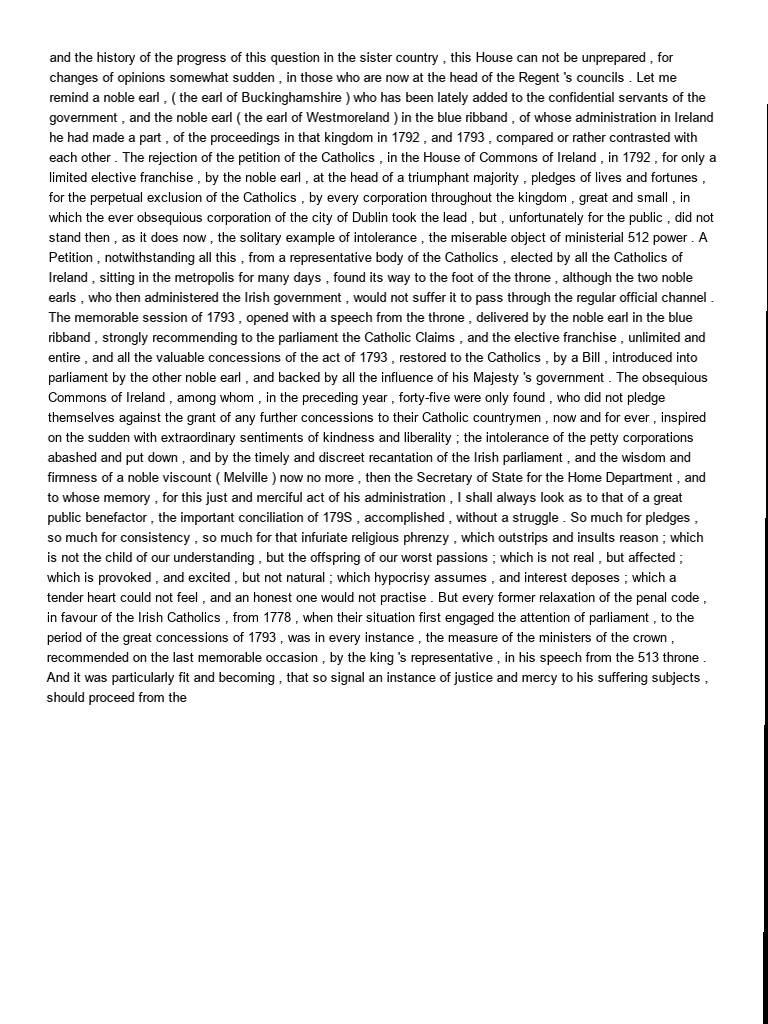 and the history of the progress of this question in the sister country , this House can not be unprepared , for
changes of opinions somewhat sudden , in those who are now at the head of the Regent 's councils . Let me
remind a noble earl , ( the earl of Buckinghamshire ) who has been lately added to the confidential servants of the
government , and the noble earl ( the earl of Westmoreland ) in the blue ribband , of whose administration in Ireland
he had made a part , of the proceedings in that kingdom in 1792 , and 1793 , compared or rather contrasted with
each other . The rejection of the petition of the Catholics , in the House of Commons of Ireland , in 1792 , for only a
limited elective franchise , by the noble earl , at the head of a triumphant majority , pledges of lives and fortunes ,
for the perpetual exclusion of the Catholics , by every corporation throughout the kingdom , great and small , in
which the ever obsequious corporation of the city of Dublin took the lead , but , unfortunately for the public , did not
stand then , as it does now , the solitary example of intolerance , the miserable object of ministerial 512 power . A
Petition , notwithstanding all this , from a representative body of the Catholics , elected by all the Catholics of
Ireland , sitting in the metropolis for many days , found its way to the foot of the throne , although the two noble
earls , who then administered the Irish government , would not suffer it to pass through the regular official channel .
The memorable session of 1793 , opened with a speech from the throne , delivered by the noble earl in the blue
ribband , strongly recommending to the parliament the Catholic Claims , and the elective franchise , unlimited and
entire , and all the valuable concessions of the act of 1793 , restored to the Catholics , by a Bill , introduced into
parliament by the other noble earl , and backed by all the influence of his Majesty 's government . The obsequious
Commons of Ireland , among whom , in the preceding year , forty-five were only found , who did not pledge
themselves against the grant of any further concessions to their Catholic countrymen , now and for ever , inspired
on the sudden with extraordinary sentiments of kindness and liberality ; the intolerance of the petty corporations
abashed and put down , and by the timely and discreet recantation of the Irish parliament , and the wisdom and
firmness of a noble viscount ( Melville ) now no more , then the Secretary of State for the Home Department , and
to whose memory , for this just and merciful act of his administration , I shall always look as to that of a great
public benefactor , the important conciliation of 179S , accomplished , without a struggle . So much for pledges ,
so much for consistency , so much for that infuriate religious phrenzy , which outstrips and insults reason ; which
is not the child of our understanding , but the offspring of our worst passions ; which is not real , but affected ;
which is provoked , and excited , but not natural ; which hypocrisy assumes , and interest deposes ; which a
tender heart could not feel , and an honest one would not practise . But every former relaxation of the penal code ,
in favour of the Irish Catholics , from 1778 , when their situation first engaged the attention of parliament , to the
period of the great concessions of 1793 , was in every instance , the measure of the ministers of the crown ,
recommended on the last memorable occasion , by the king 's representative , in his speech from the 513 throne .
And it was particularly fit and becoming , that so signal an instance of justice and mercy to his suffering subjects ,
should proceed from the